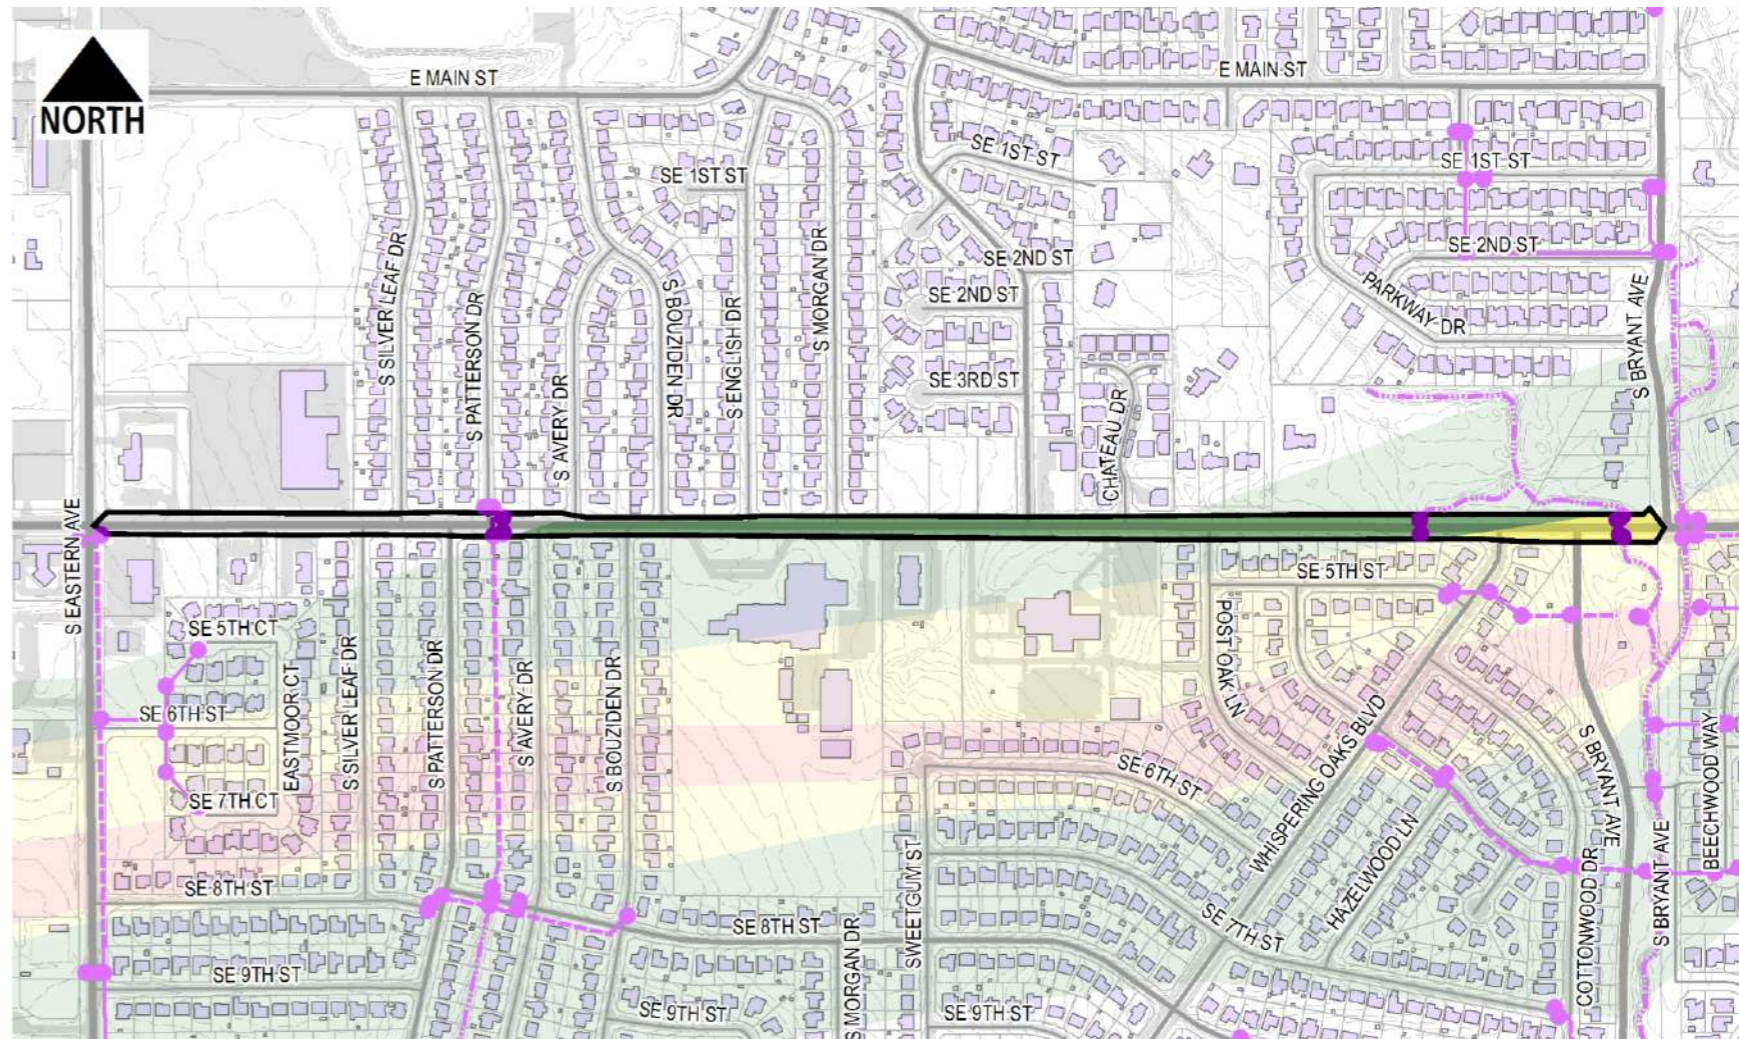 NORTH
E MAIN ST
E MAIN ST
SE 1ST ST
SE 1ST ST
SE 1ST ST
S SILVER LEAF DR
S PATTERSON DR
S AVERY DR
S BOUZIDEN DR
S ENGLISH DR
S MORGAN DR
SE 2ND ST
SE 2ND ST
SE 2ND ST
PARKWAY DR
S BRYANT AVE
SE 3RD ST
CHATEAU DR
S EASTERN AVE
SE 5TH CT
SE 5TH ST
SE 6TH ST
EASTMOOR CT
S SILVER LEAF DR
S PATTERSON DR
S AVERY DR
S BOUZIDEN DR
POST OAK LN
WHISPERING OAKS BLVD
S BRYANT AVE
BEECHWOOD WAY
SE 6TH ST
SE 7TH CT
HAZELWOOD LN
SE 8TH ST
SE 8TH ST
SWEETGUM ST
SE 7TH ST
COTTONWOOD DR
S BRYANT AVE
SE 9TH ST
SE 9TH ST
S MORGAN DR
SE 9TH ST